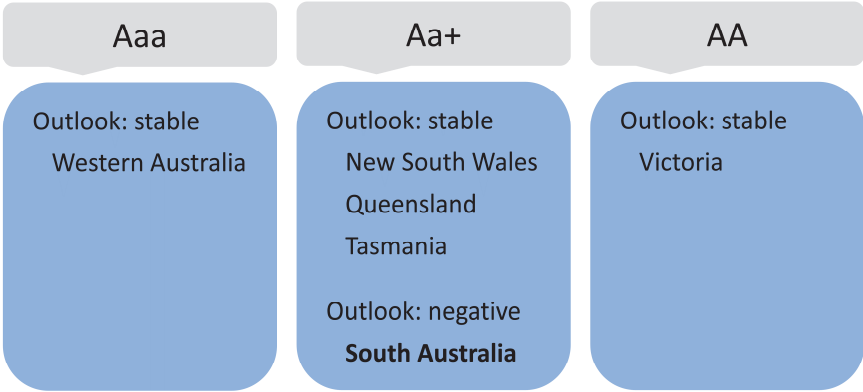 Aaa
Outlook: stable
Western Australia
Aa+
Outlook: stable
New South Wales
Queensland
Tasmania
Outlook: negative
South Australia
AA
Outlook: stable
Victoria